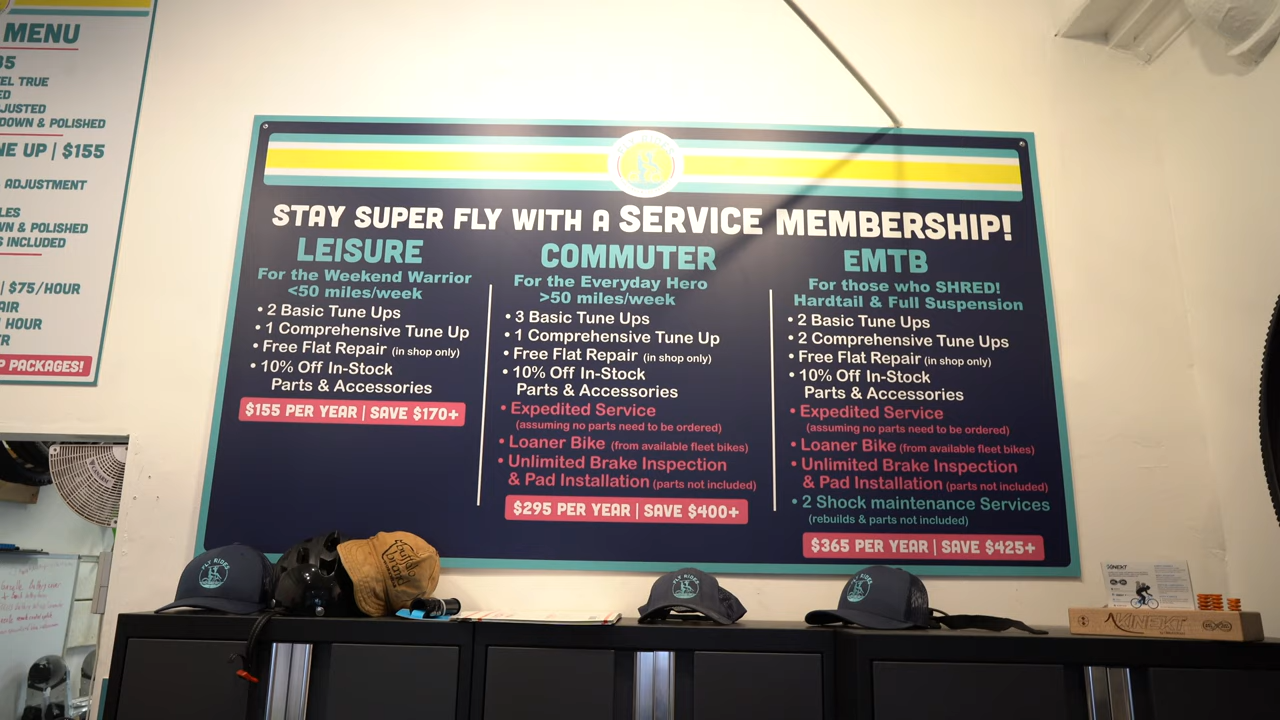 MENU
EL TRUE
JUSTED
DOWN & POLISHED
NE UP | $155
ADJUSTMENT
LES
WN & POLISHED
S INCLUDED
| $75/HOUR
AIR
HOUR
P PACKAGES!
FLY RIDES
STAY SUPER FLY WITH A SERVICE MEMBERSHIP!
LEISURE
For the Weekend Warrior
<50 miles/week
• 2 Basic Tune Ups
• 1 Comprehensive Tune Up
• Free Flat Repair (in shop only)
• 10% Off In-Stock
Parts & Accessories
$155 PER YEAR | SAVE $170+
COMMUTER
For the Everyday Hero
>50 miles/week
• 3 Basic Tune Ups
• 1 Comprehensive Tune Up
• Free Flat Repair (in shop only)
• 10% Off In-Stock
Parts & Accessories
• Expedited Service
(assuming no parts need to be ordered)
• Loaner Bike (from available fleet bikes)
• Unlimited Brake Inspection
& Pad Installation (parts not included)
$295 PER YEAR | SAVE $400+
EMTB
For those who SHRED!
Hardtail & Full Suspension
• 2 Basic Tune Ups
• 2 Comprehensive Tune Ups
• Free Flat Repair (in shop only)
• 10% Off In-Stock
Parts & Accessories
• Expedited Service
(assuming no parts need to be ordered)
• Loaner Bike (from available fleet bikes)
• Unlimited Brake Inspection
& Pad Installation (parts not included)
• 2 Shock maintenance Services
(rebuilds & parts not included)
$365 PER YEAR | SAVE $425+
FLY RIDES
FLY RIDES
FLY RIDES
KINEKT
KINEKT